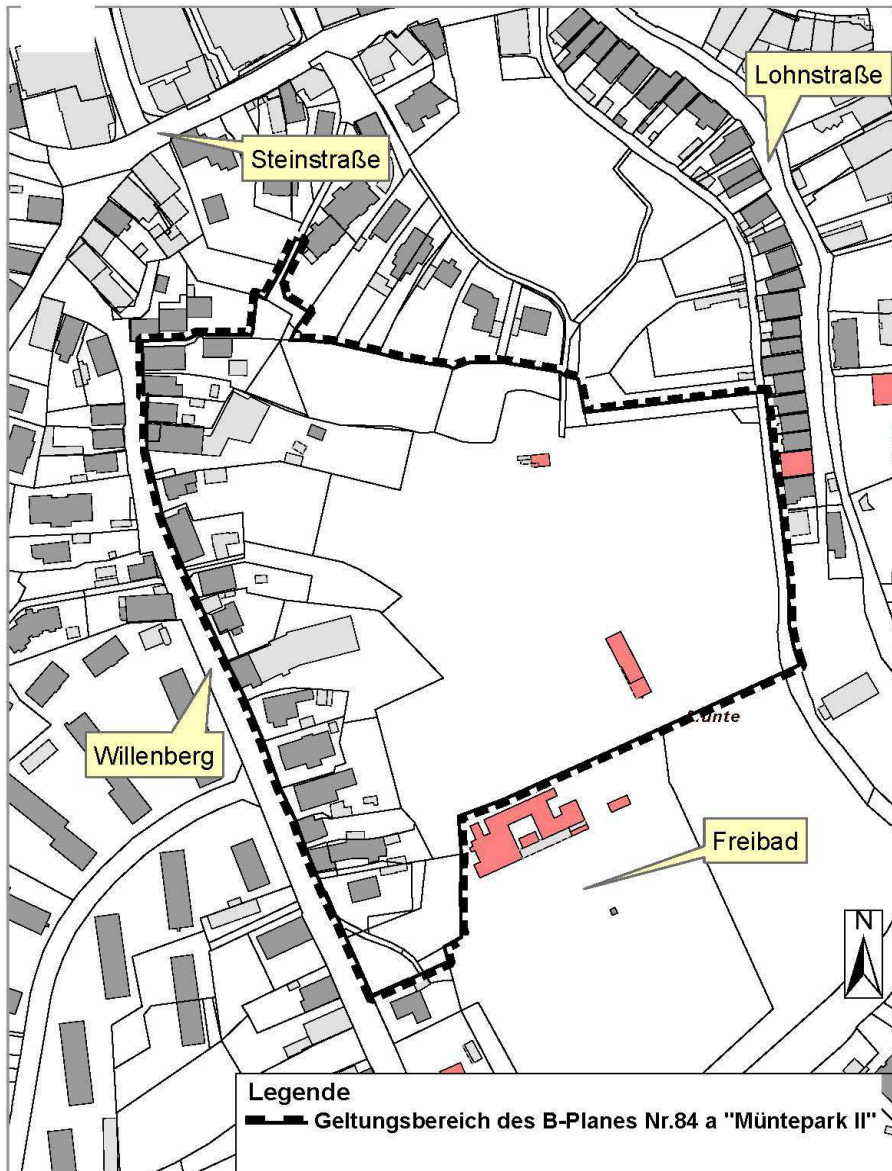 Lohnstraße
Steinstraße
Willenberg
Freibad
N
Legende
Geltungsbereich des B-Planes Nr.84 a "Müntepark II"